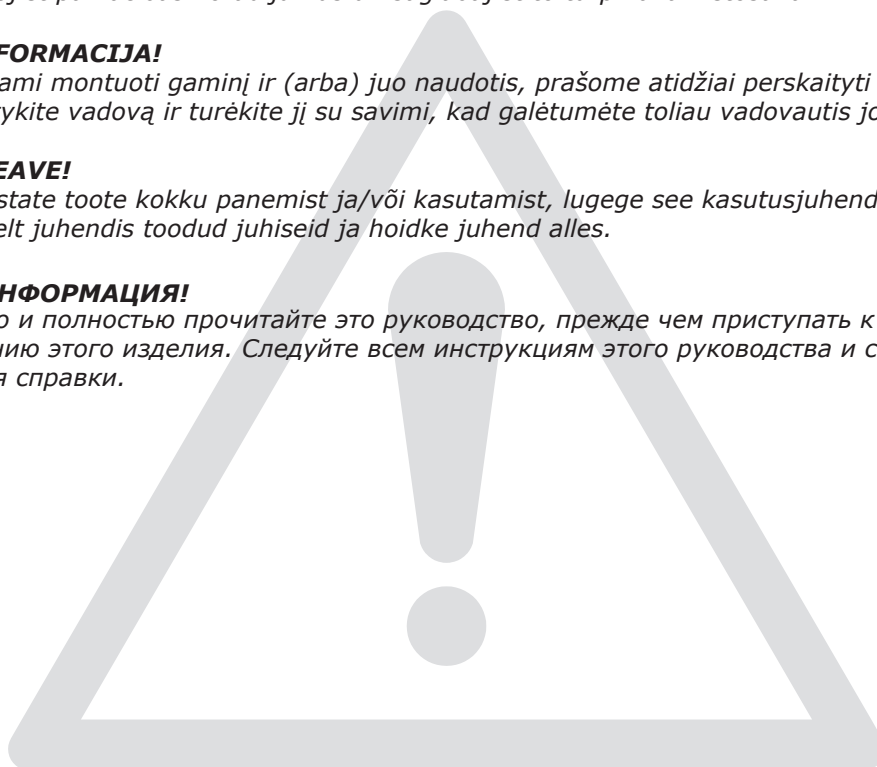 FORMACIJA!
ami montuoti gaminį ir (arba) juo naudotis, prašome atidžiai perskaityti
ykite vadovą ir turėkite jį su savimi, kad galėtumėte toliau vadovautis jo
EAVE!
state toote kokku panemist ja/või kasutamist, lugege see kasutusjuhend
elt juhendis toodud juhiseid ja hoidke juhend alles.
НФОРМАЦИЯ!
о и полностью прочитайте это руководство, прежде чем приступать к
нию этого изделия. Следуйте всем инструкциям этого руководства и с
я справки.